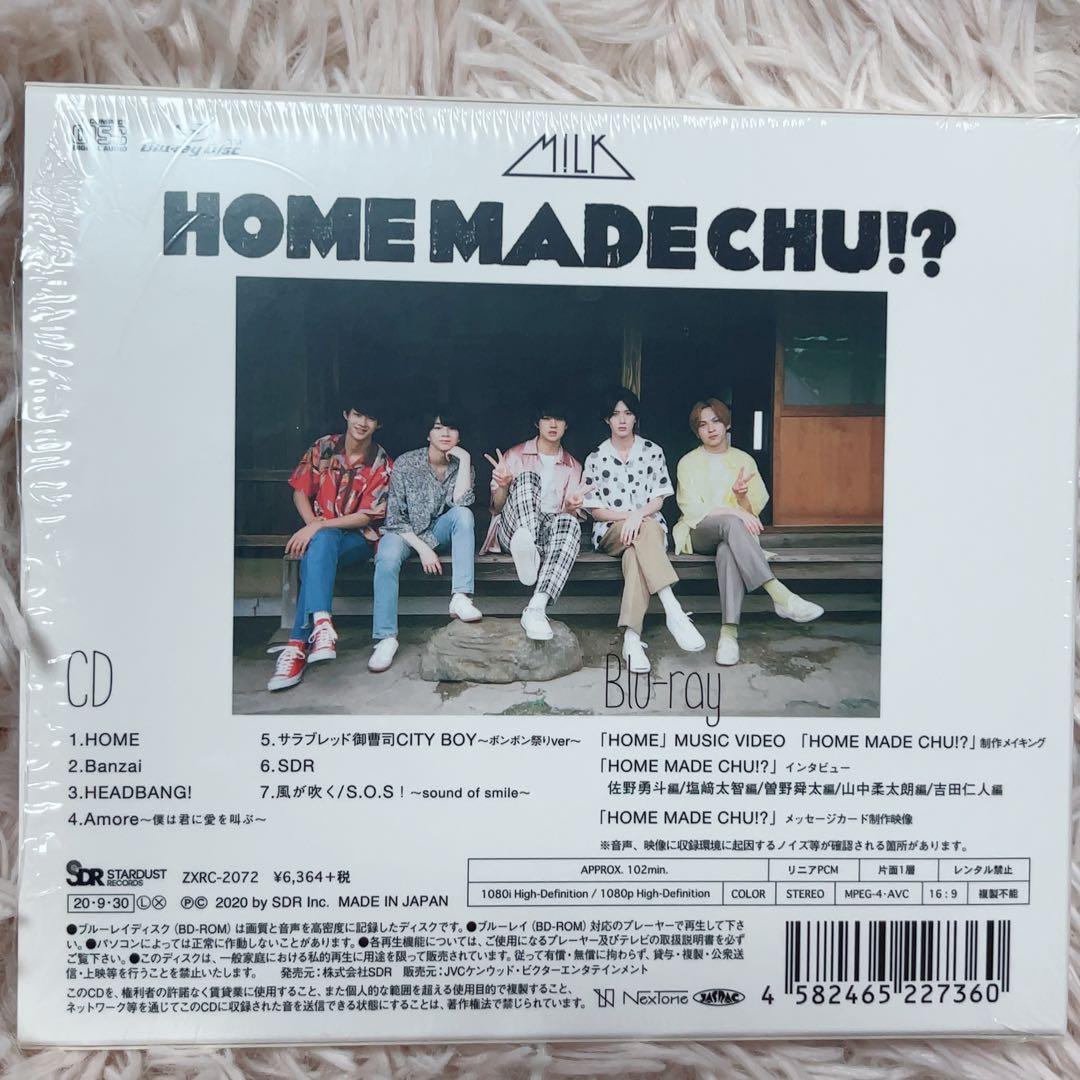 COMPACT disc DIGITAL AUDIO
Blu-ray Disc
M!LK
HOME MADE CHU!?
CD
1.HOME
2.Banzai
3.HEADBANG!
4.Amore〜僕は君に愛を叫ぶ〜
5.サラブレッド御曹司CITY BOY〜ボンボン祭りver〜
6.SDR
7.風が吹く/S.O.S！〜sound of smile〜
Blu-ray
「HOME」MUSIC VIDEO 「HOME MADE CHU!?」制作メイキング
「HOME MADE CHU!?」インタビュー
佐野勇斗編/塩﨑太智編/曽野舜太編/山中柔太朗編/吉田仁人編
「HOME MADE CHU!?」メッセージカード制作映像
※音声、映像に収録環境に起因するノイズ等が確認される箇所があります。
SDR STARDUST RECORDS ZXRC-2072 ¥6,364+税
20・9・30 Ⓛ Ⓧ ℗© 2020 by SDR Inc. MADE IN JAPAN
APPROX. 102min. リニアPCM 片面1層 レンタル禁止
1080i High-Definition / 1080p High-Definition COLOR STEREO MPEG-4・AVC 16：9 複製不能
●ブルーレイディスク（BD-ROM）は画質と音声を高密度に記録したディスクです。●ブルーレイ（BD-ROM）対応のプレーヤーで再生して下さ
い。●パソコンによっては正常に作動しないことがあります。●各再生機能については、ご使用になるプレーヤー及びテレビの取扱説明書を必ず
ご覧下さい。●このディスクは、一般家庭における私的再生に用途を限って販売されています。従って有償・無償に拘わらず、貸与・複製・公衆送
信・上映等を行うことを禁止いたします。 発売元：株式会社SDR 販売元：JVCケンウッド・ビクターエンタテインメント
このCDを、権利者の許諾なく賃貸業に使用すること、また個人的な範囲を超える使用目的で複製すること、
ネットワーク等を通じてこのCDに収録された音を送信できる状態にすることは、著作権法で禁じられています。
NexTone JASRAC
4 582465 227360